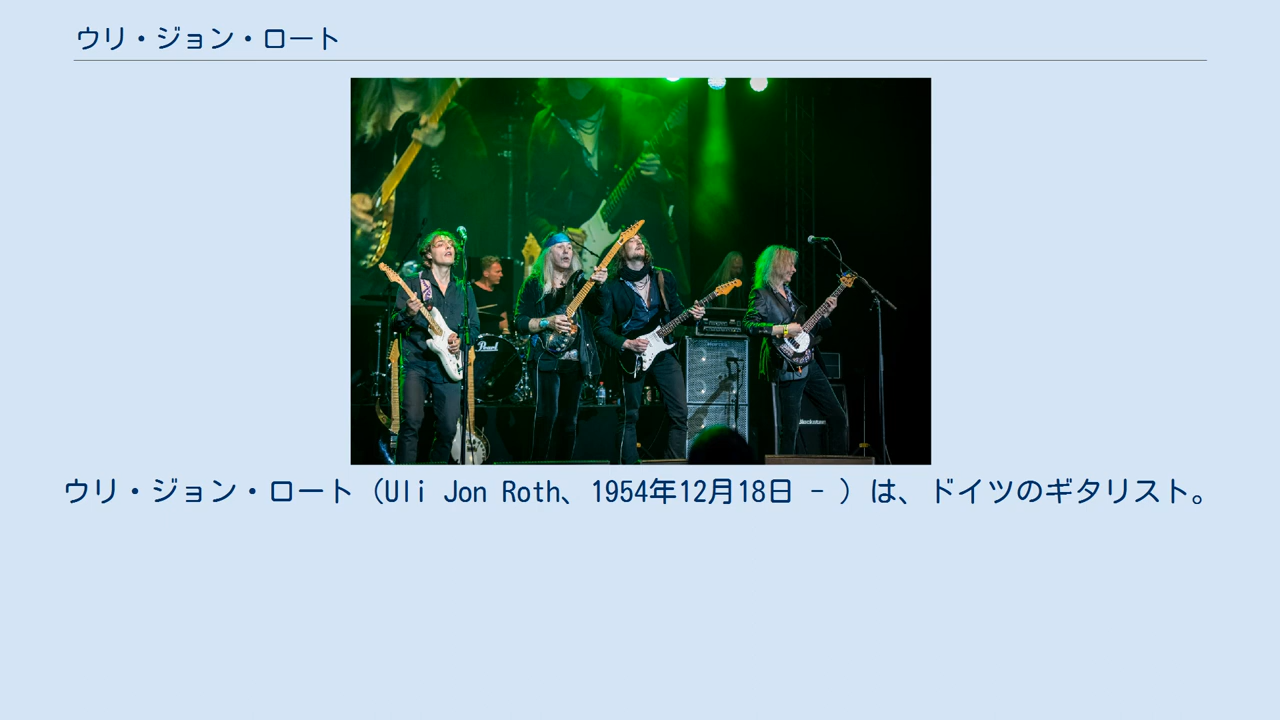 ウリ・ジョン・ロート
Pearl
ウリ・ジョン・ロート（Uli Jon Roth、1954年12月18日 - ）は、ドイツのギタリスト。